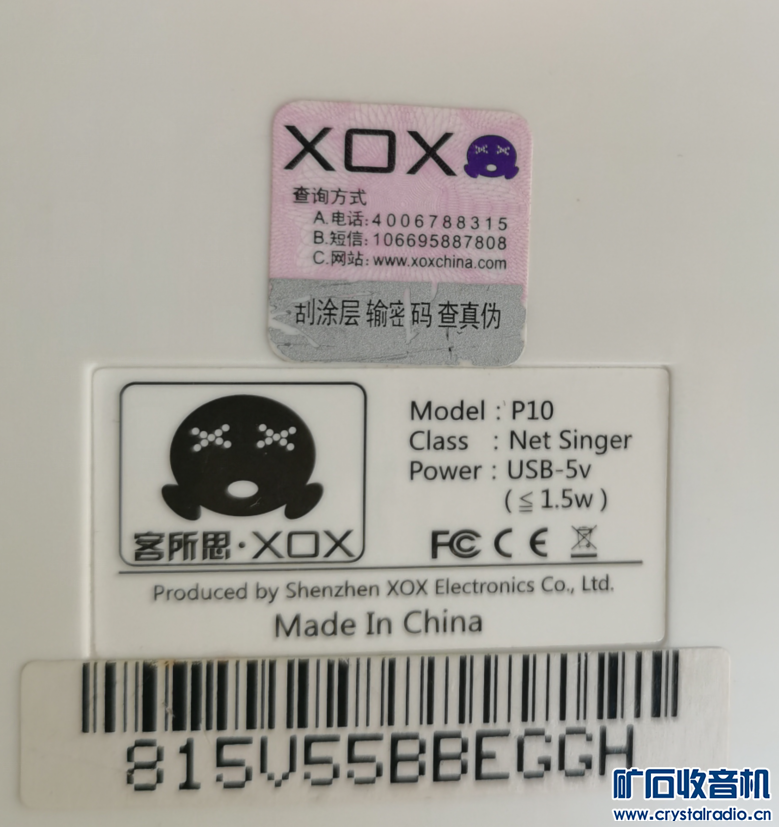 XOX
查询方式
A.电话:4006788315
B.短信:106695887808
C.网站:www.xoxchina.com
刮涂层 输密码 查真伪
客所思·XOX
Model : P10
Class : Net Singer
Power : USB-5v
(≦1.5w)
FC CE
Produced by Shenzhen XOX Electronics Co., Ltd.
Made In China
815V55BBEGGH
矿石收音机
www.crystalradio.cn